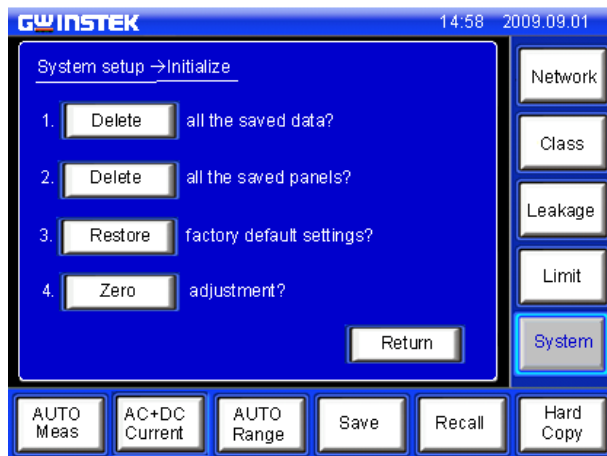 GWINSTEK 14:58 2009.09.01
System setup →Initialize
1. Delete all the saved data?
2. Delete all the saved panels?
3. Restore factory default settings?
4. Zero adjustment?
Return
Network
Class
Leakage
Limit
System
AUTO
Meas
AC+DC
Current
AUTO
Range
Save
Recall
Hard
Copy